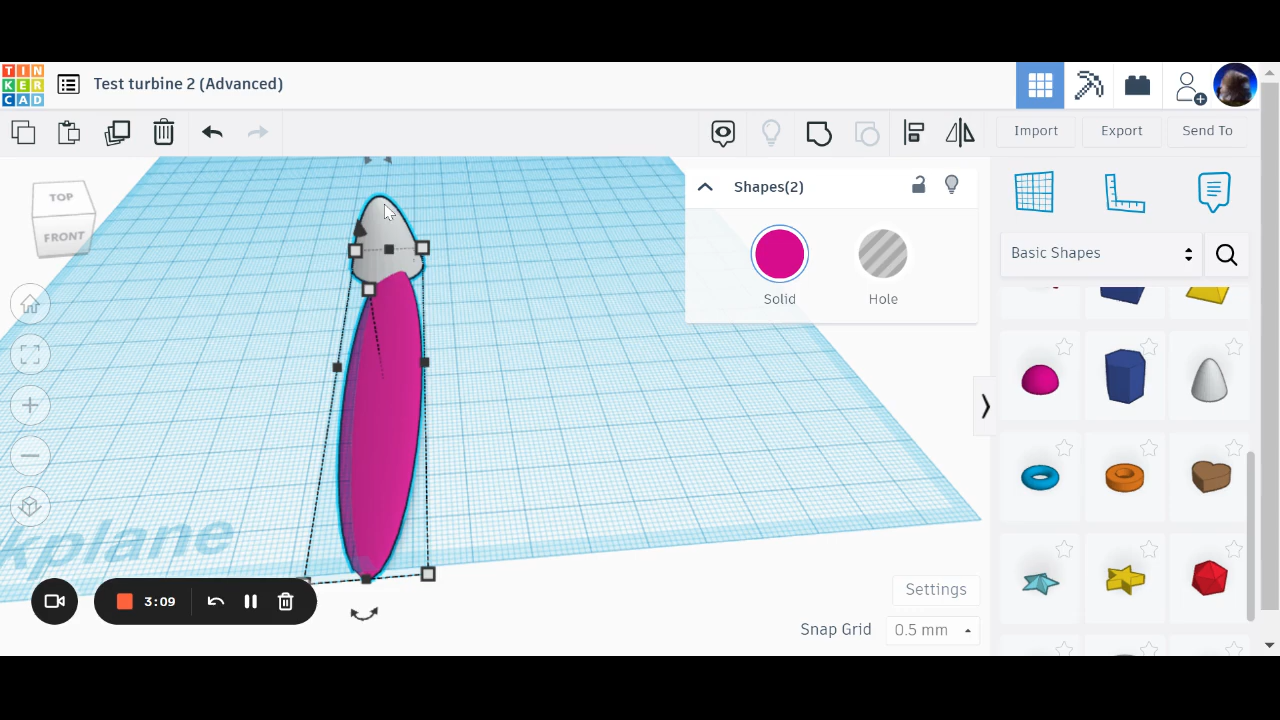 TIN
KER
CAD
Test turbine 2 (Advanced)
Import
Export
Send To
TOP
FRONT
Shapes(2)
Solid
Hole
Basic Shapes
kplane
3:09
Settings
Snap Grid
0.5 mm